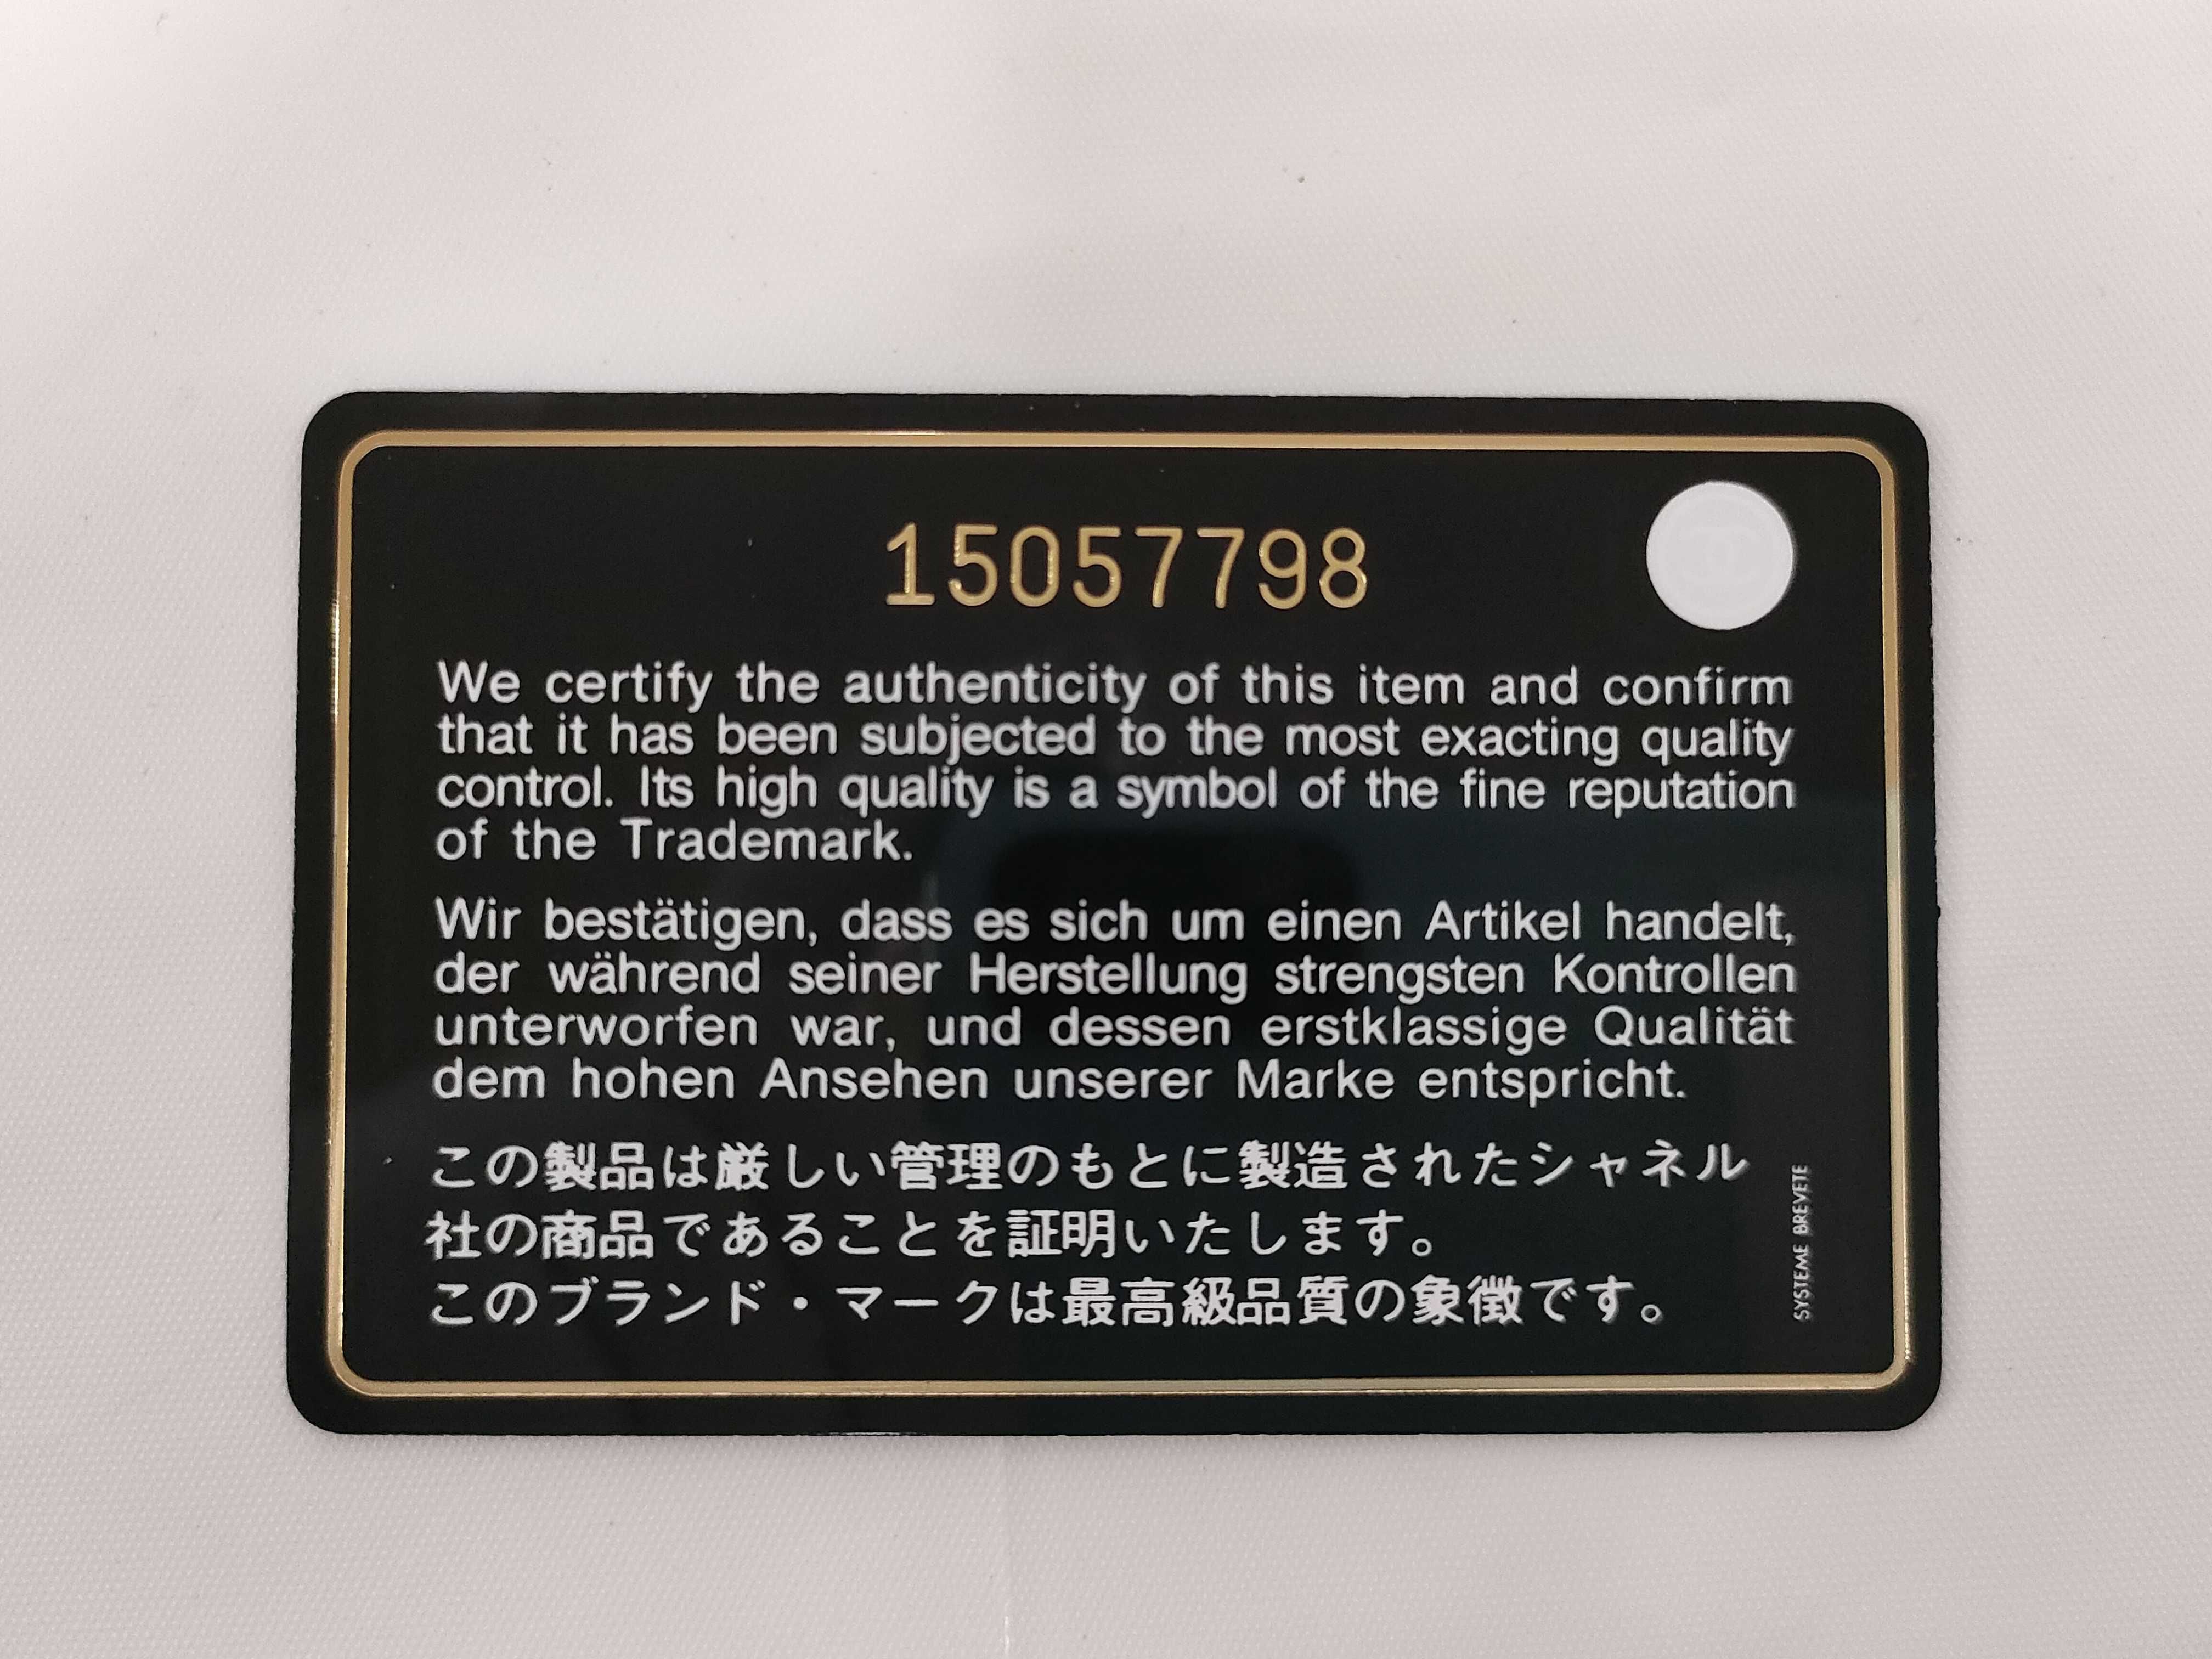 15057798
We certify the authenticity of this item and confirm
that it has been subjected to the most exacting quality
control. Its high quality is a symbol of the fine reputation
of the Trademark.
Wir bestätigen, dass es sich um einen Artikel handelt,
der während seiner Herstellung strengsten Kontrollen
unterworfen war, und dessen erstklassige Qualität
dem hohen Ansehen unserer Marke entspricht.
この製品は厳しい管理のもとに製造されたシャネル
社の商品であることを証明いたします。
このブランド・マークは最高級品質の象徴です。
SYSTEME BREVETE